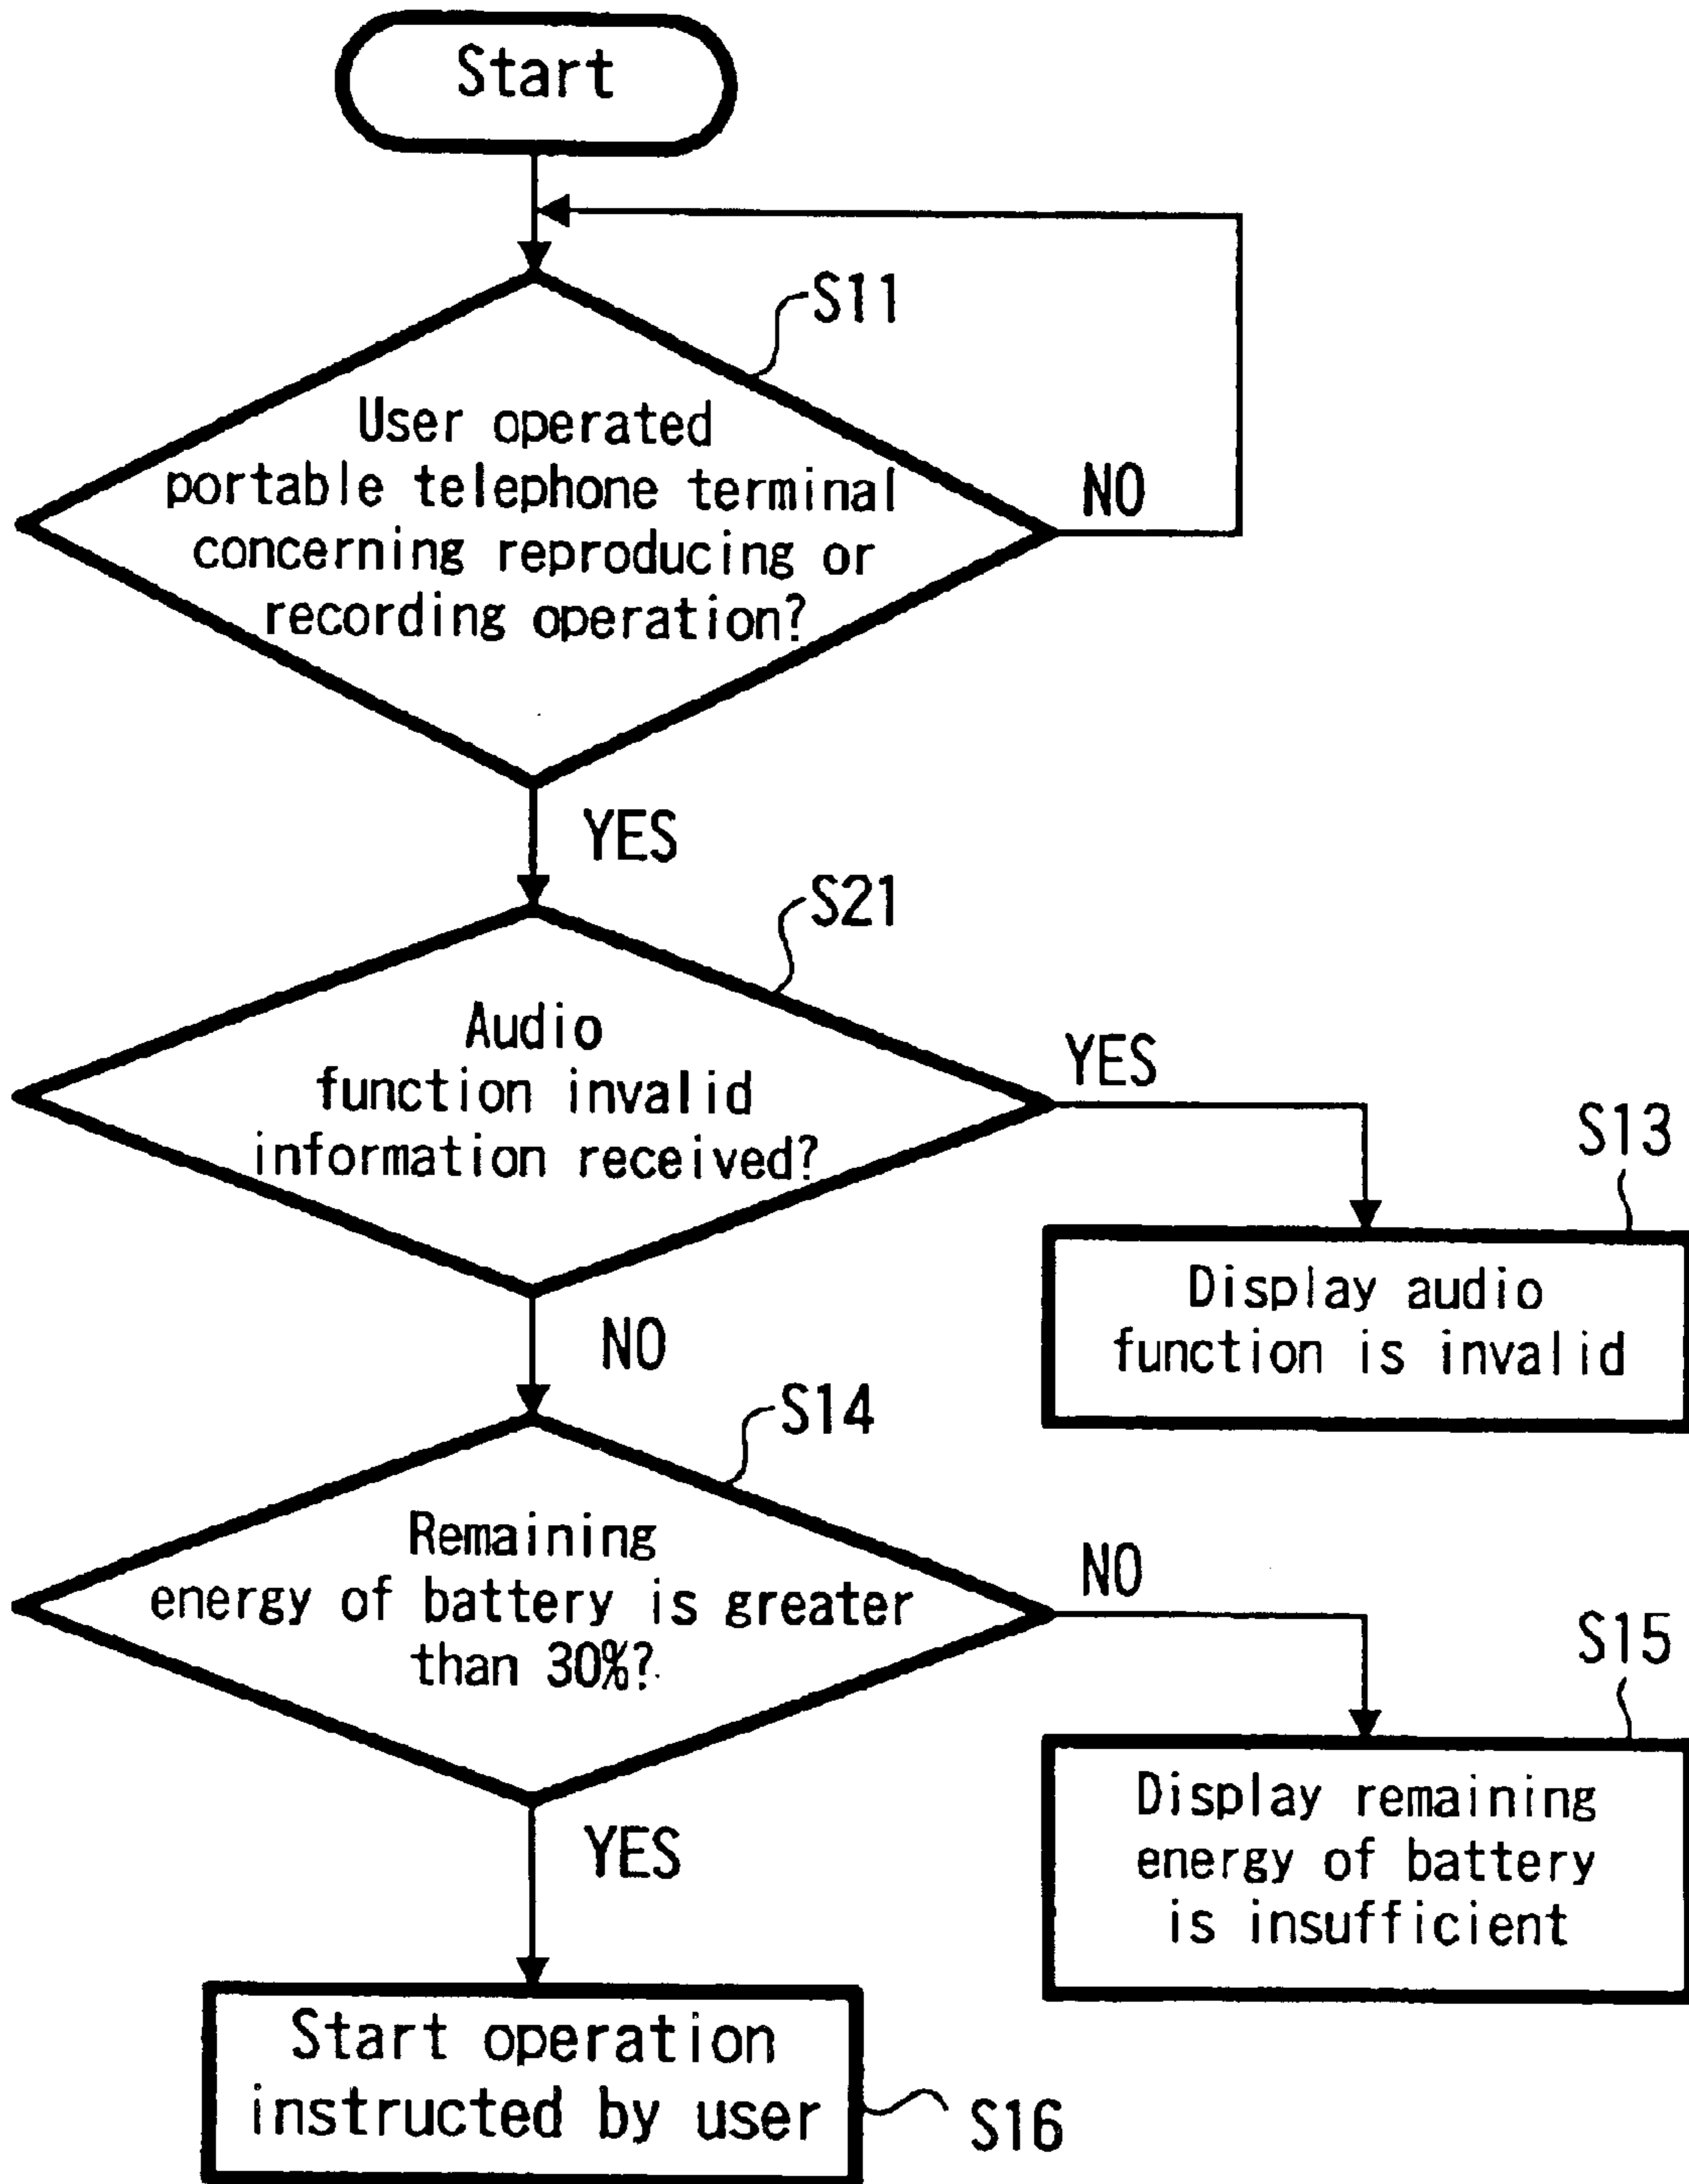 Start
S11
User operated
portable telephone terminal
concerning reproducing or
recording operation?
NO
YES
S21
Audio
function invalid
information received?
YES
S13
Display audio
function is invalid
NO
S14
Remaining
energy of battery is greater
than 30%?
NO
S15
Display remaining
energy of battery
is insufficient
YES
Start operation
instructed by user
S16